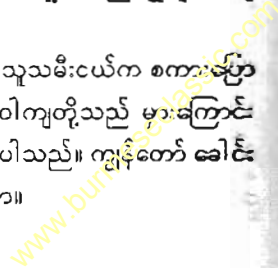 သူသမီးငယ်က စကားပြော
ဝါကျတို့သည် မှားကြောင်း
ပါသည်။ ကျွန်တော် ခေါင်း
www.burmeseclassic.com